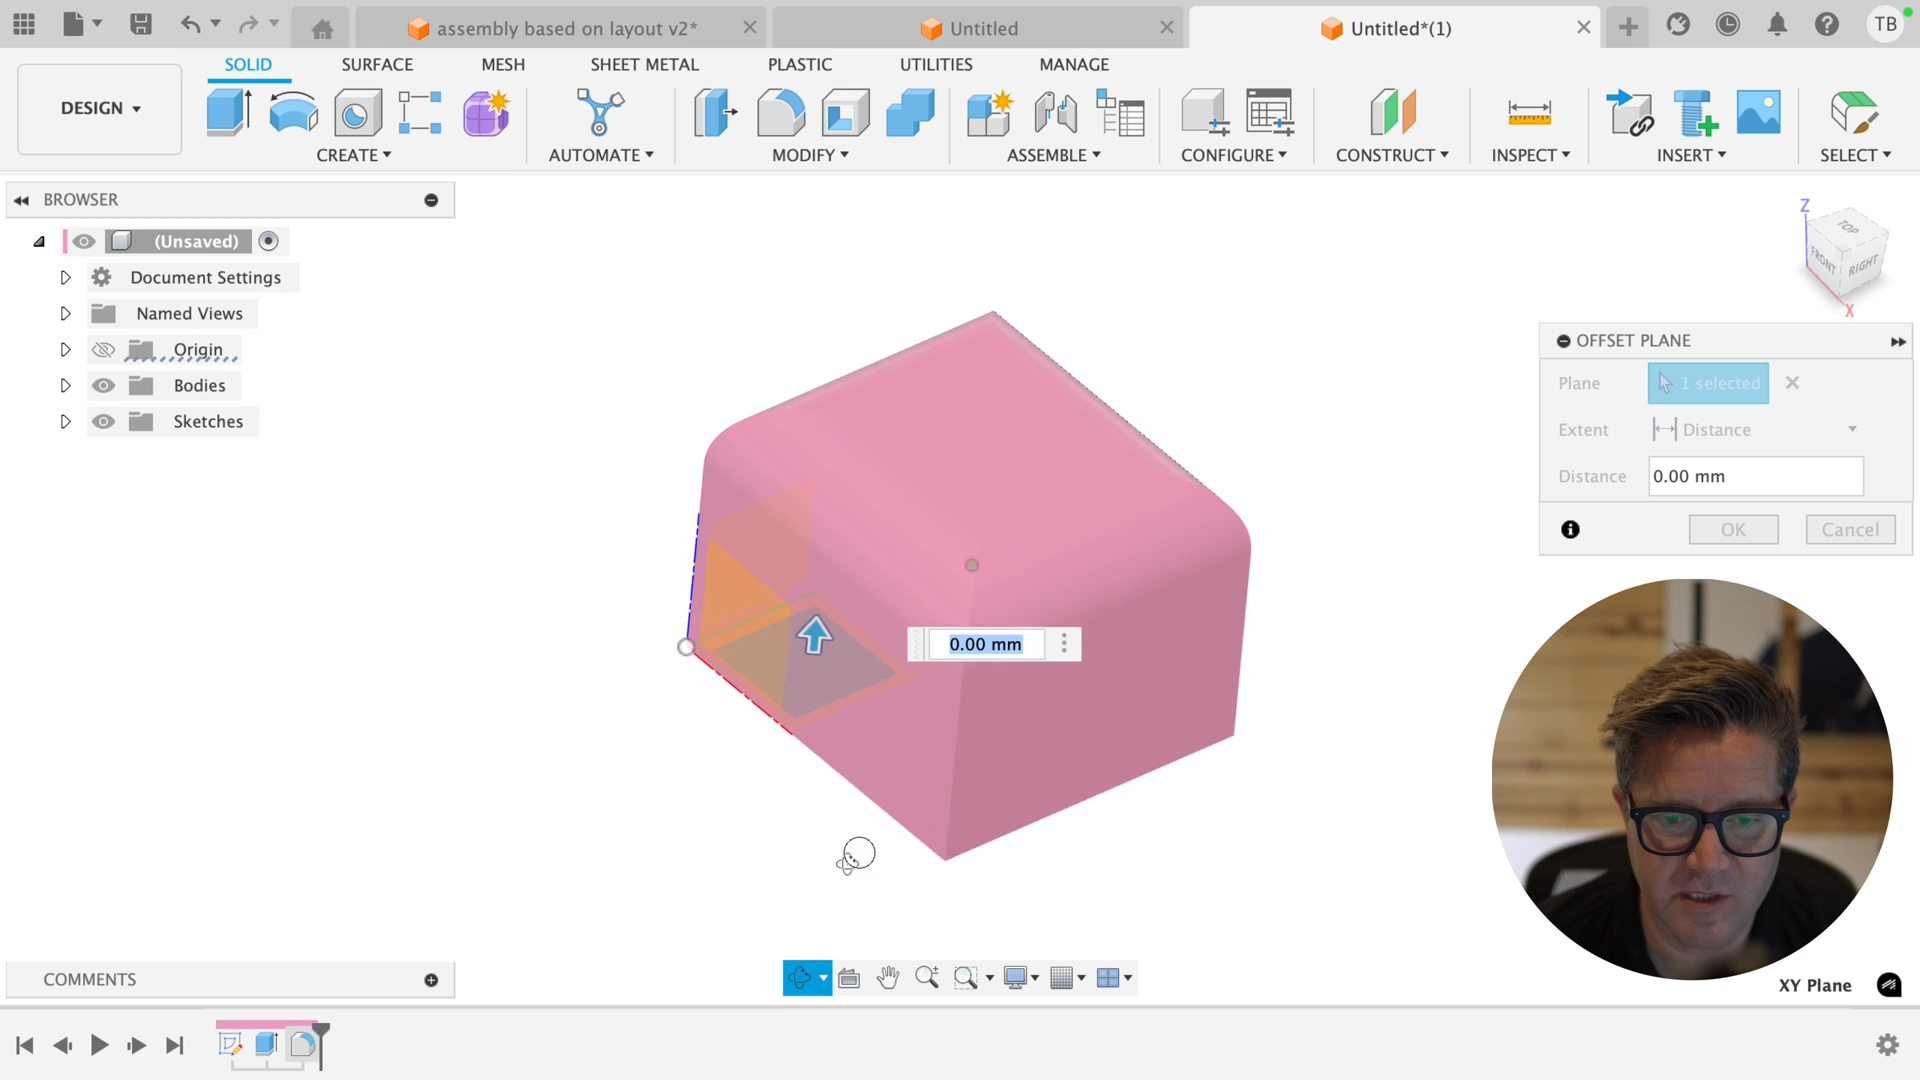 assembly based on layout v2*
Untitled
Untitled*(1)
TB
DESIGN
SOLID
SURFACE
MESH
SHEET METAL
PLASTIC
UTILITIES
MANAGE
CREATE
AUTOMATE
MODIFY
ASSEMBLE
CONFIGURE
CONSTRUCT
INSPECT
INSERT
SELECT
BROWSER
(Unsaved)
Document Settings
Named Views
Origin
Bodies
Sketches
Z
TOP
FRONT
RIGHT
X
OFFSET PLANE
Plane
1 selected
Extent
Distance
Distance
0.00 mm
OK
Cancel
0.00 mm
COMMENTS
XY Plane